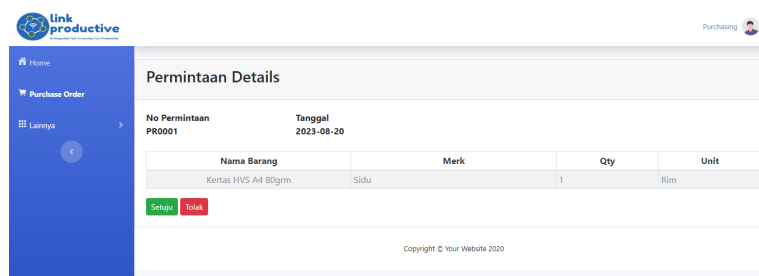 link
productive
Purchasing
Home
Purchase Order
Lainnya
Permintaan Details
No Permintaan Tanggal
PR0001 2023-08-20
Nama Barang Merk Qty Unit
Kertas HVS A4 80grm Sidu 1 Rim
Setuju Tolak
Copyright © Your Website 2020